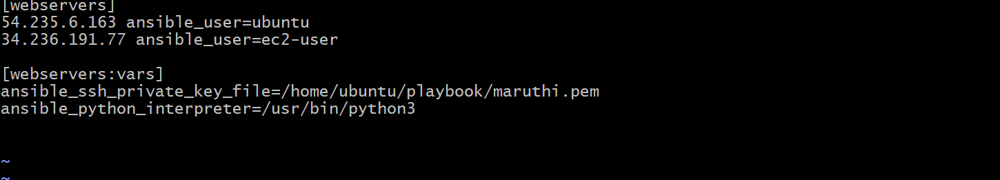 [webservers]
54.235.6.163 ansible_user=ubuntu
34.236.191.77 ansible_user=ec2-user
[webservers:vars]
ansible_ssh_private_key_file=/home/ubuntu/playbook/maruthi.pem
ansible_python_interpreter=/usr/bin/python3
~
~